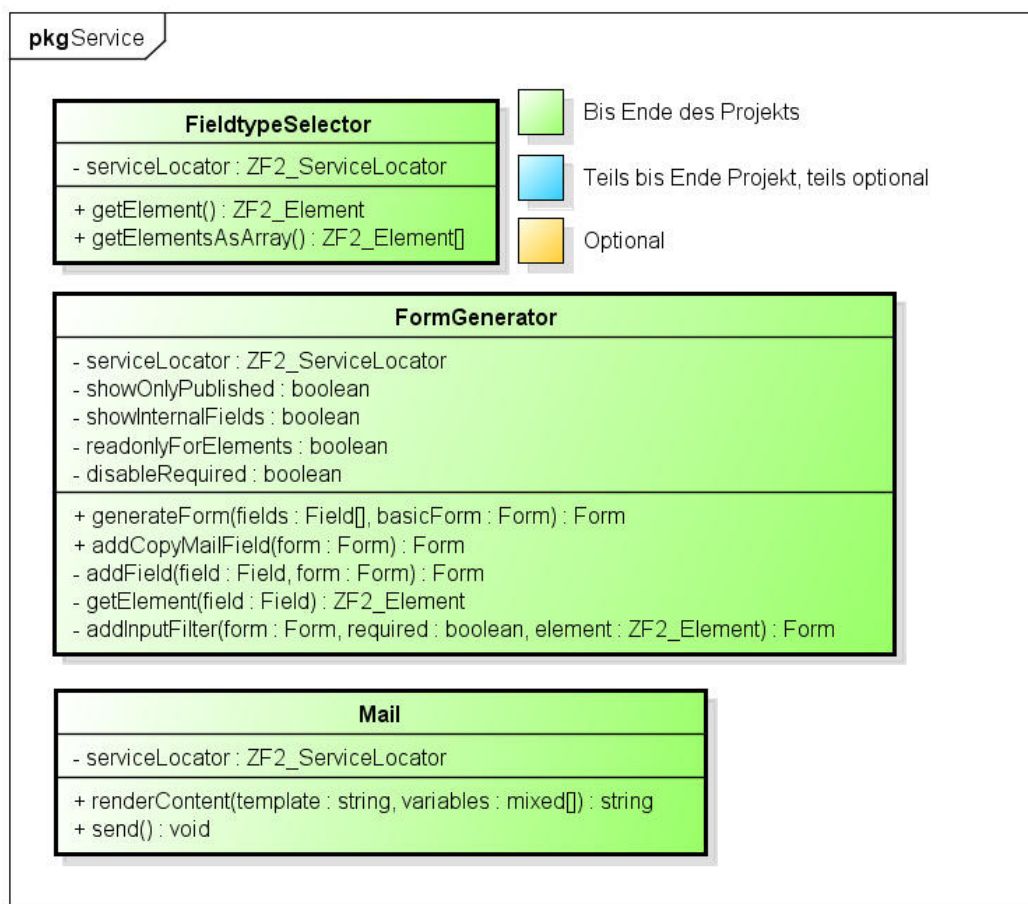 pkgService
FieldtypeSelector
- serviceLocator : ZF2_ServiceLocator
+ getElement() : ZF2_Element
+ getElementsAsArray() : ZF2_Element[]
Bis Ende des Projekts
Teils bis Ende Projekt, teils optional
Optional
FormGenerator
- serviceLocator : ZF2_ServiceLocator
- showOnlyPublished : boolean
- showInternalFields : boolean
- readonlyForElements : boolean
- disableRequired : boolean
+ generateForm(fields : Field[], basicForm : Form) : Form
+ addCopyMailField(form : Form) : Form
- addField(field : Field, form : Form) : Form
- getElement(field : Field) : ZF2_Element
- addInputFilter(form : Form, required : boolean, element : ZF2_Element) : Form
Mail
- serviceLocator : ZF2_ServiceLocator
+ renderContent(template : string, variables : mixed[]) : string
+ send() : void